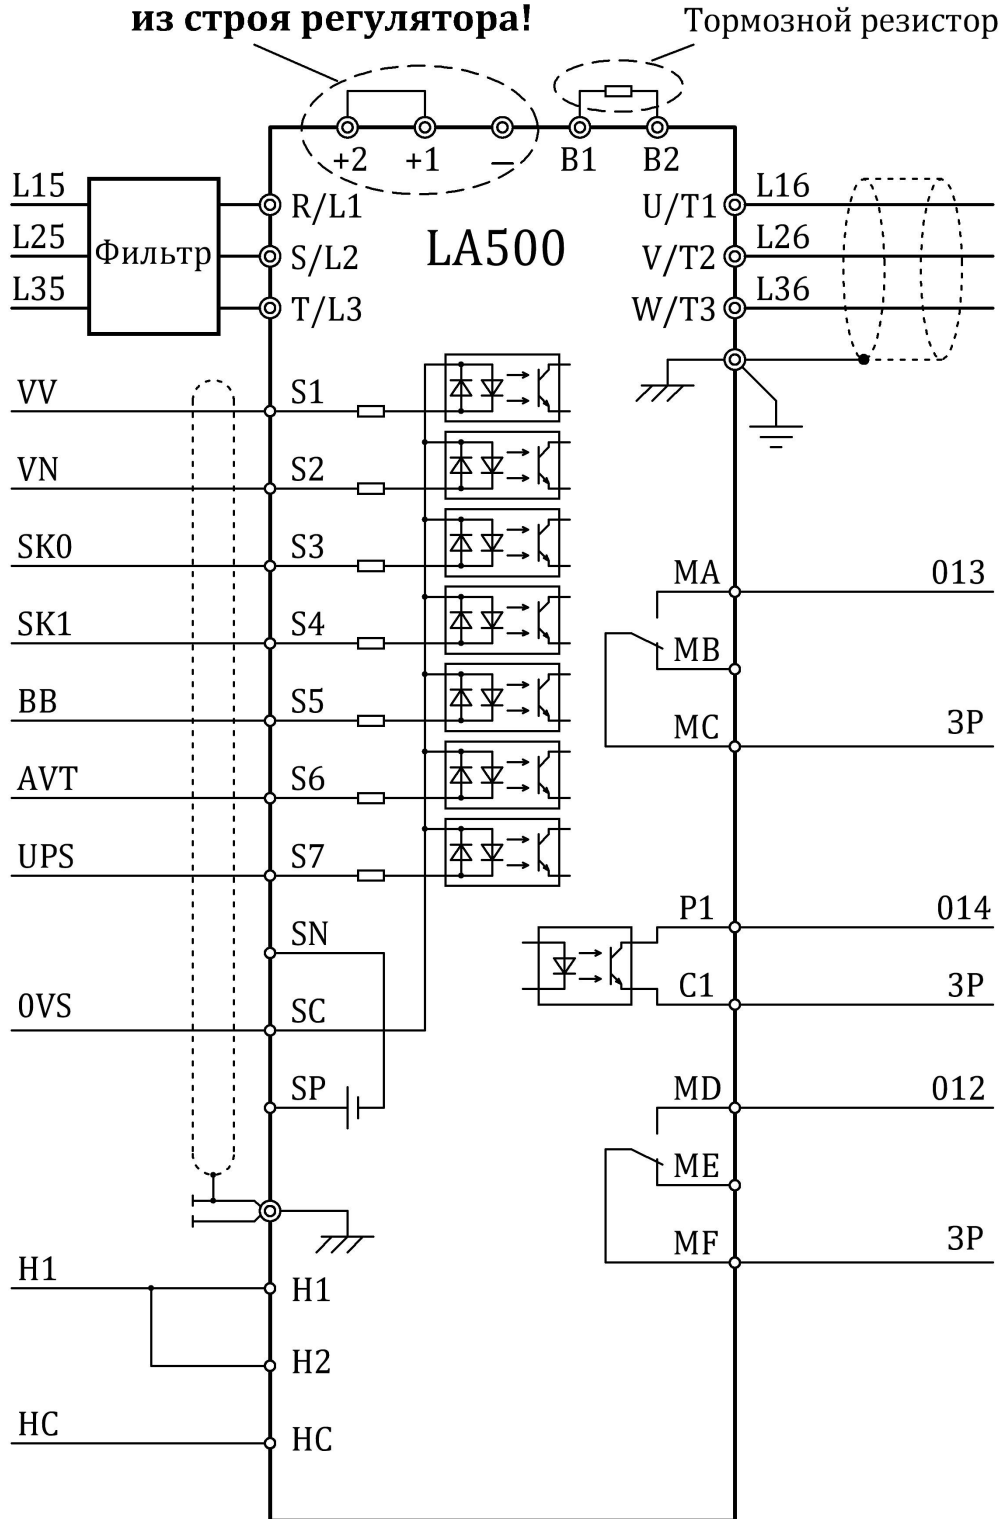 из строя регулятора!
Тормозной резистор
+2 +1 – B1 B2
L15 R/L1 U/T1 L16
L25 Фильтр S/L2 LA500 V/T2 L26
L35 T/L3 W/T3 L36
VV S1
VN S2
SK0 S3 MA 013
SK1 S4 MB
BB S5 MC 3P
AVT S6
UPS S7
P1 014
SN
C1 3P
0VS SC
SP MD 012
ME
MF 3P
H1 H1
H2
HC HC